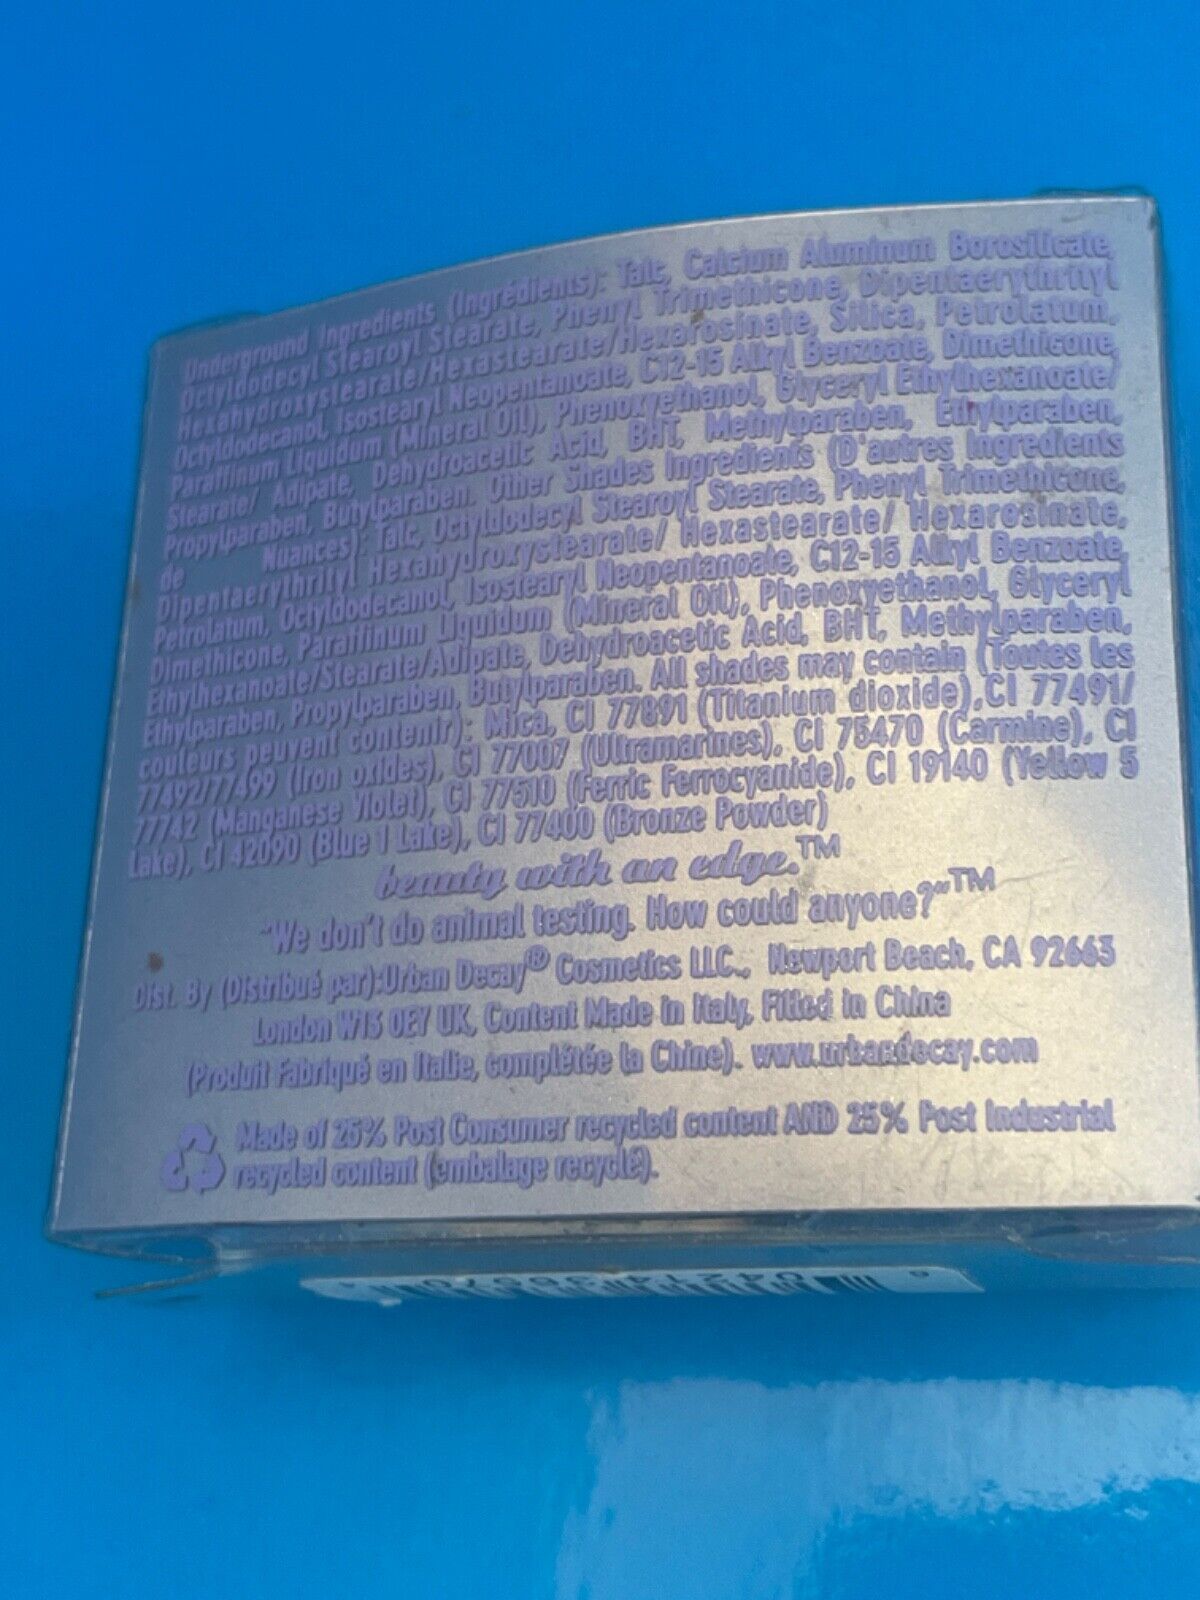 Underground Ingredients (Ingrédients): Talc, Calcium Aluminum Borosilicate,
Octyldodecyl Stearoyl Stearate, Phenyl Trimethicone, Dipentaerythrityl
Hexahydroxystearate/Hexastearate/Hexarosinate, Silica, Petrolatum,
Octyldodecanol, Isostearyl Neopentanoate, C12-15 Alkyl Benzoate, Dimethicone,
Paraffinum Liquidum (Mineral Oil), Phenoxyethanol, Glyceryl Ethylhexanoate/
Stearate/ Adipate, Dehydroacetic Acid, BHT, Methylparaben, Ethylparaben,
Propylparaben, Butylparaben. Other Shades Ingredients (D'autres Ingredients
de Nuances): Talc, Octyldodecyl Stearoyl Stearate, Phenyl Trimethicone,
Dipentaerythrityl Hexahydroxystearate/ Hexastearate/ Hexarosinate,
Petrolatum, Octyldodecanol, Isostearyl Neopentanoate, C12-15 Alkyl Benzoate,
Dimethicone, Paraffinum Liquidum (Mineral Oil), Phenoxyethanol, Glyceryl
Ethylhexanoate/Stearate/Adipate, Dehydroacetic Acid, BHT, Methylparaben,
Ethylparaben, Propylparaben, Butylparaben. All shades may contain (Toutes les
couleurs peuvent contenir): Mica, CI 77891 (Titanium dioxide), CI 77491/
77492/77499 (Iron oxides), CI 77007 (Ultramarines), CI 75470 (Carmine), CI
77742 (Manganese Violet), CI 77510 (Ferric Ferrocyanide), CI 19140 (Yellow 5
Lake), CI 42090 (Blue 1 Lake), CI 77400 (Bronze Powder)
beauty with an edge.™
"We don't do animal testing. How could anyone?"™
Dist. By (Distribué par):Urban Decay® Cosmetics LLC., Newport Beach, CA 92663
London W1S 0EY UK, Content Made in Italy, Filled in China
(Produit Fabriqué en Italie, complétée la Chine). www.urbandecay.com
Made of 25% Post Consumer recycled content AND 25% Post Industrial
recycled content (embalage recyclé).